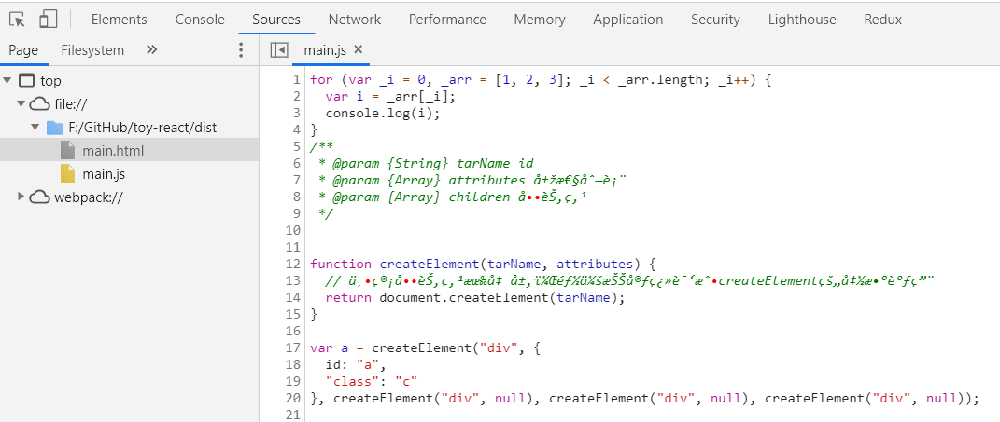 Elements Console Sources Network Performance Memory Application Security Lighthouse Redux
Page Filesystem » main.js ×
top
file://
F:/GitHub/toy-react/dist
main.html
main.js
webpack://
1 for (var _i = 0, _arr = [1, 2, 3]; _i < _arr.length; _i++) {
2 var i = _arr[_i];
3 console.log(i);
4 }
5 /**
6 * @param {String} tarName id
7 * @param {Array} attributes å±žæ€§åˆ—è¡¨
8 * @param {Array} children å••èŠ‚ç‚¹
9 */
10
11
12 function createElement(tarName, attributes) {
13 // ä¸•ç®¡å••èŠ‚ç‚¹æœ‰å‡ å±‚ï¼Œéƒ½ä¼šæŠŠå®ƒç¿»è¯‘æˆ•createElementçš„å‡½æ•°èºƒç”¨
14 return document.createElement(tarName);
15 }
16
17 var a = createElement("div", {
18 id: "a",
19 "class": "c"
20 }, createElement("div", null), createElement("div", null), createElement("div", null));
21